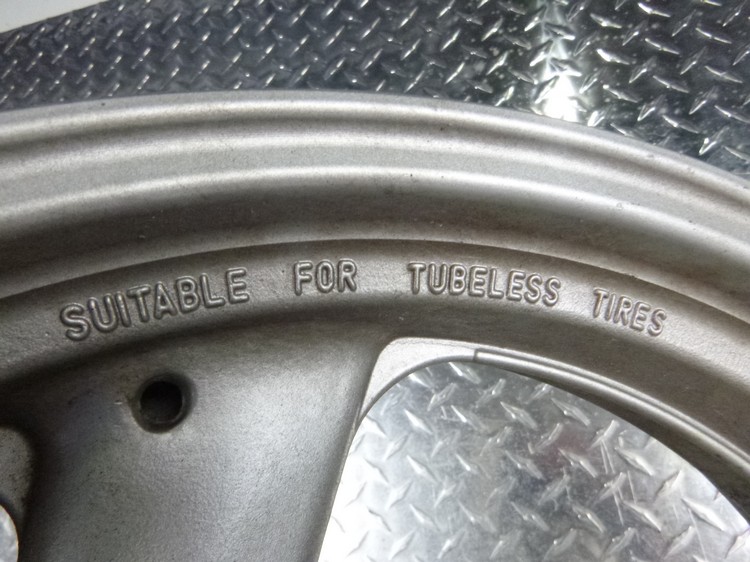 SUITABLE FOR TUBELESS TIRES